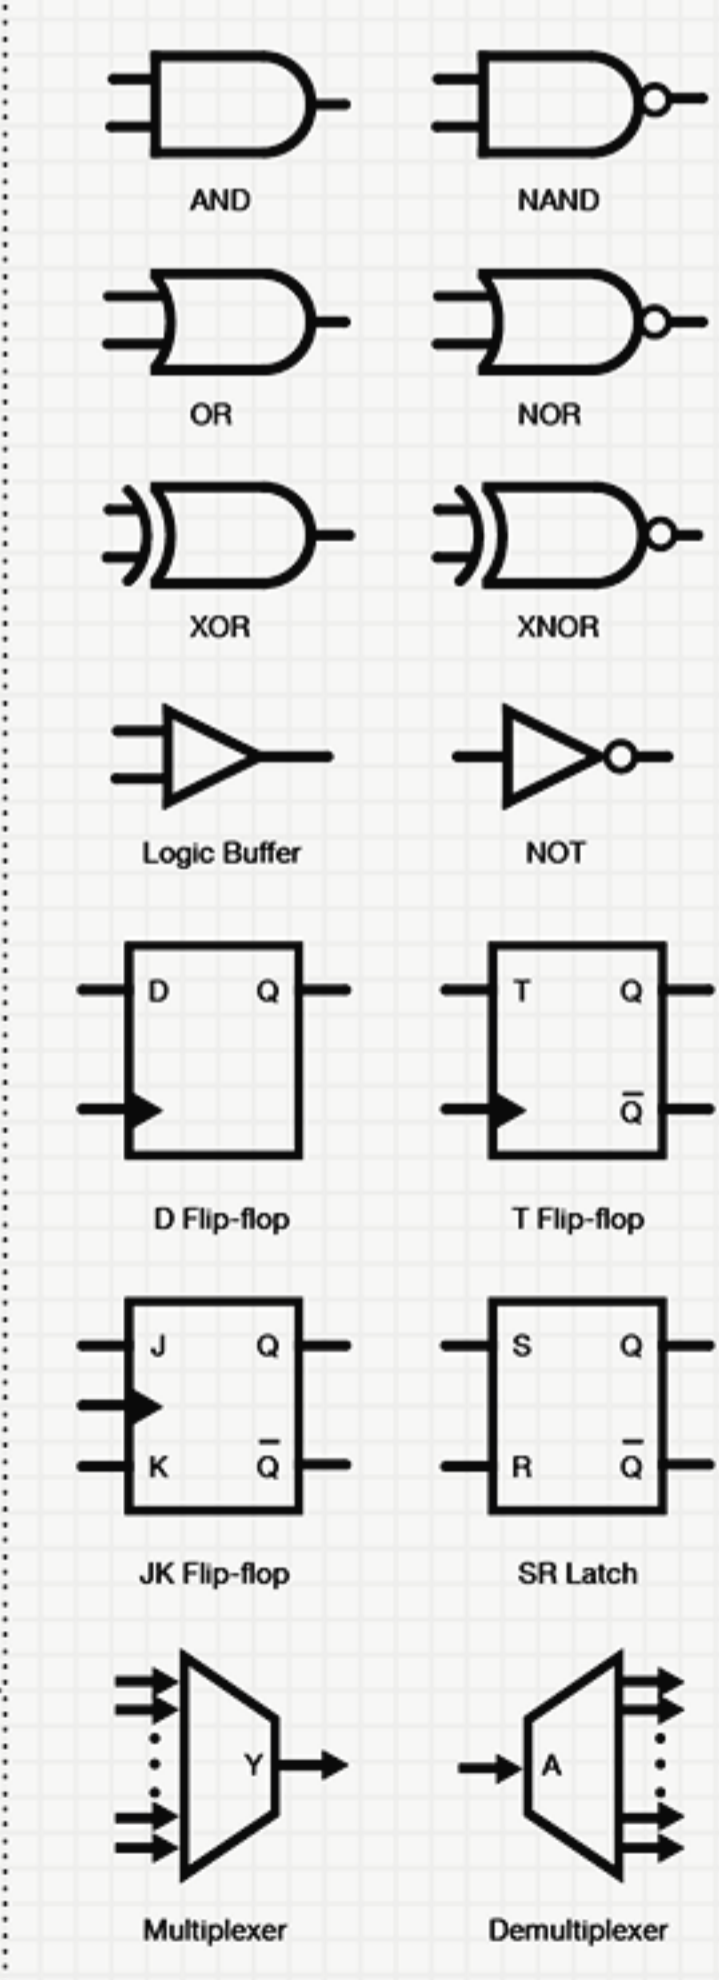 AND NAND
OR NOR
XOR XNOR
Logic Buffer NOT
D Q T Q
Q̅
D Flip-flop T Flip-flop
J Q S Q
K Q̅ R Q̅
JK Flip-flop SR Latch
Y A
Multiplexer Demultiplexer